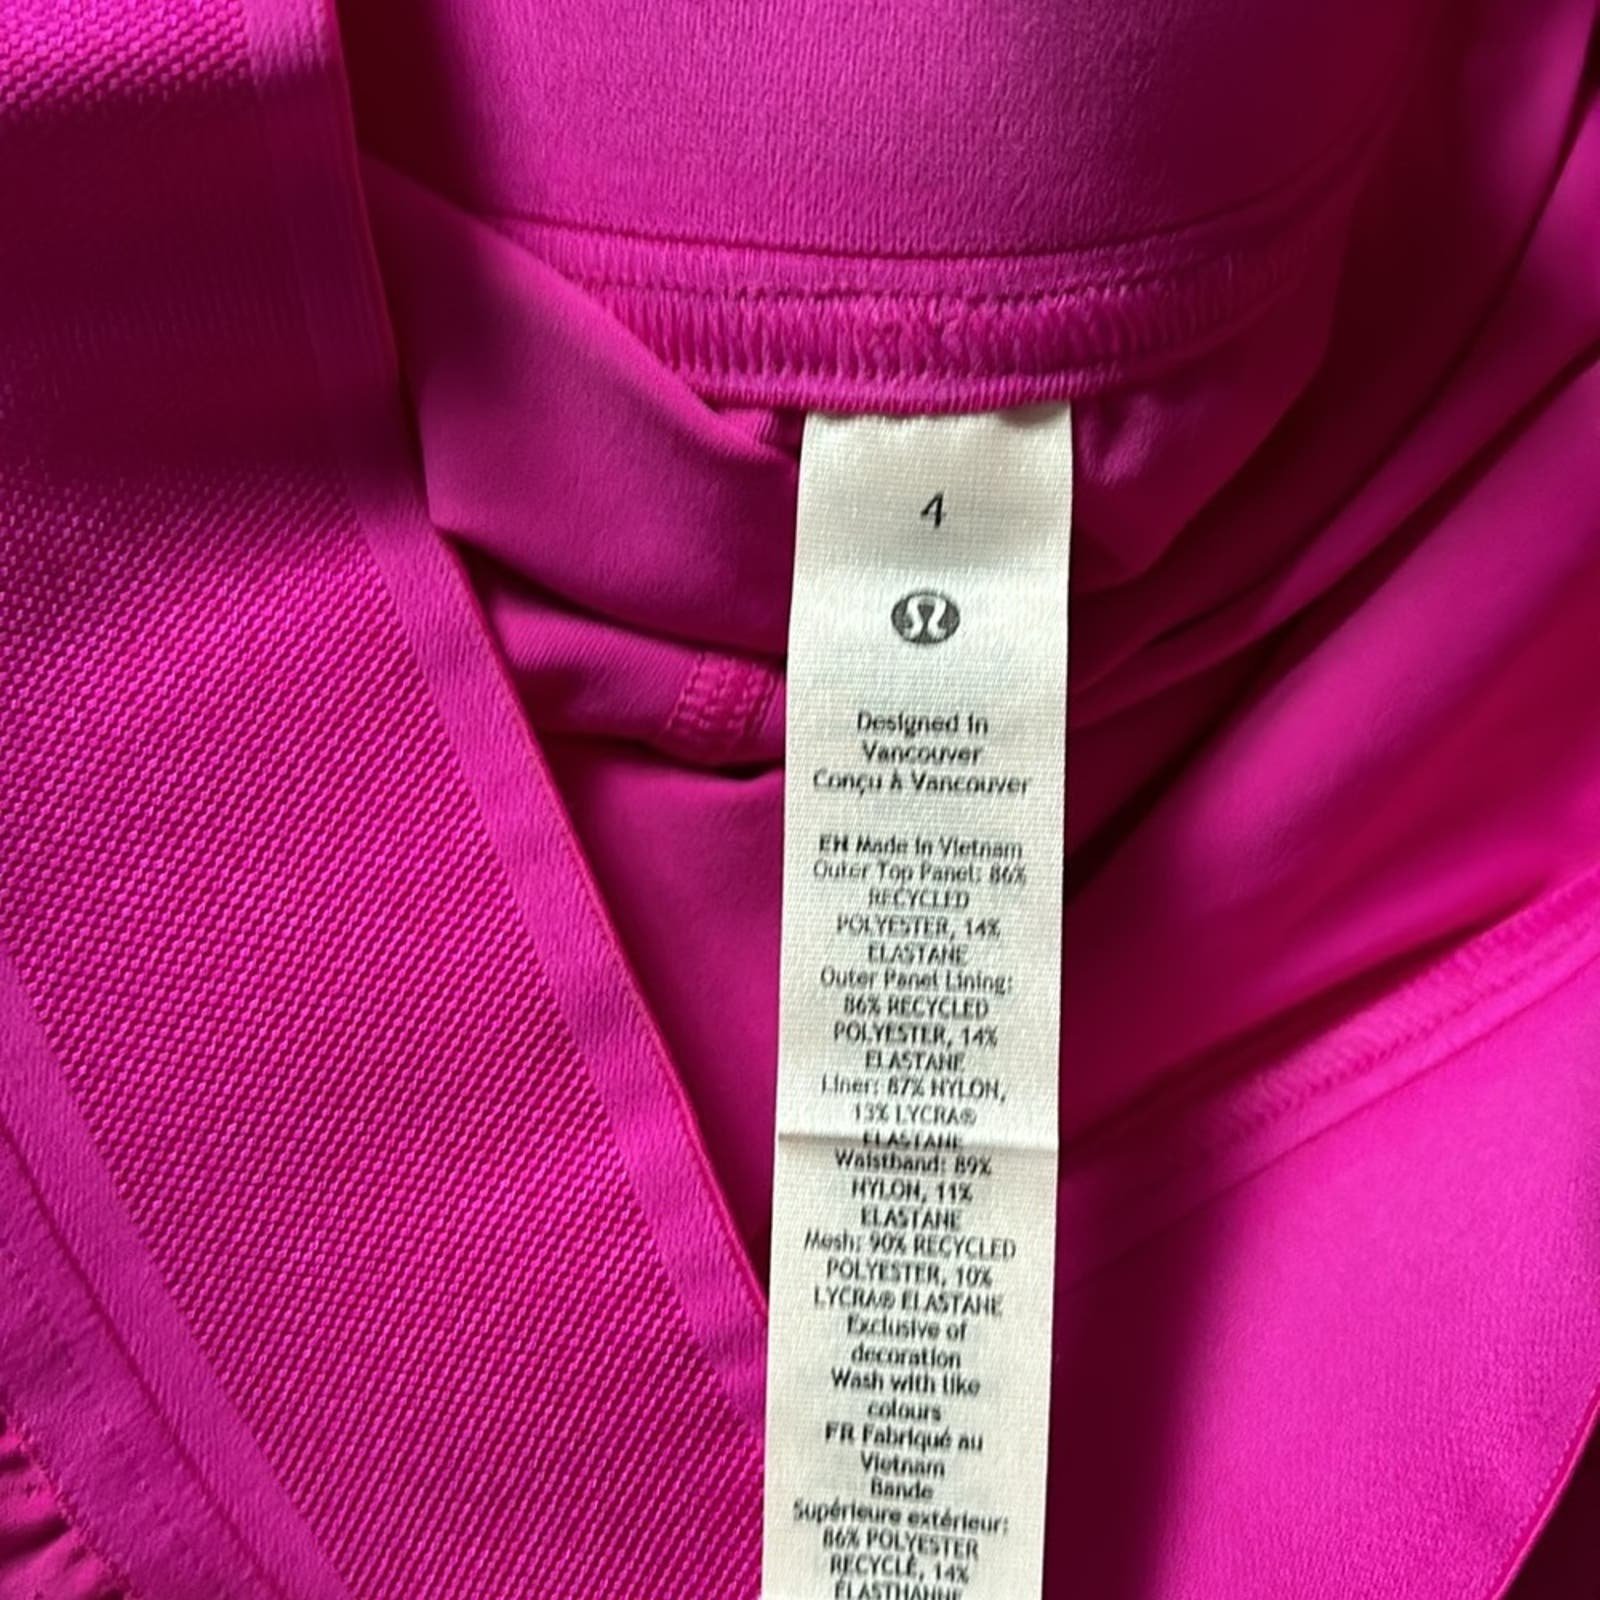 4
Designed in
Vancouver
Conçu à Vancouver
EN Made in Vietnam
Outer Top Panel: 86%
RECYCLED
POLYESTER, 14%
ELASTANE
Outer Panel Lining:
86% RECYCLED
POLYESTER, 14%
ELASTANE
Liner: 87% NYLON,
13% LYCRA®
ELASTANE
Waistband: 89%
NYLON, 11%
ELASTANE
Mesh: 90% RECYCLED
POLYESTER, 10%
LYCRA® ELASTANE
Exclusive of
decoration
Wash with like
colours
FR Fabriqué au
Vietnam
Bande
Supérieure extérieur:
86% POLYESTER
RECYCLÉ, 14%
ÉLASTHANNE